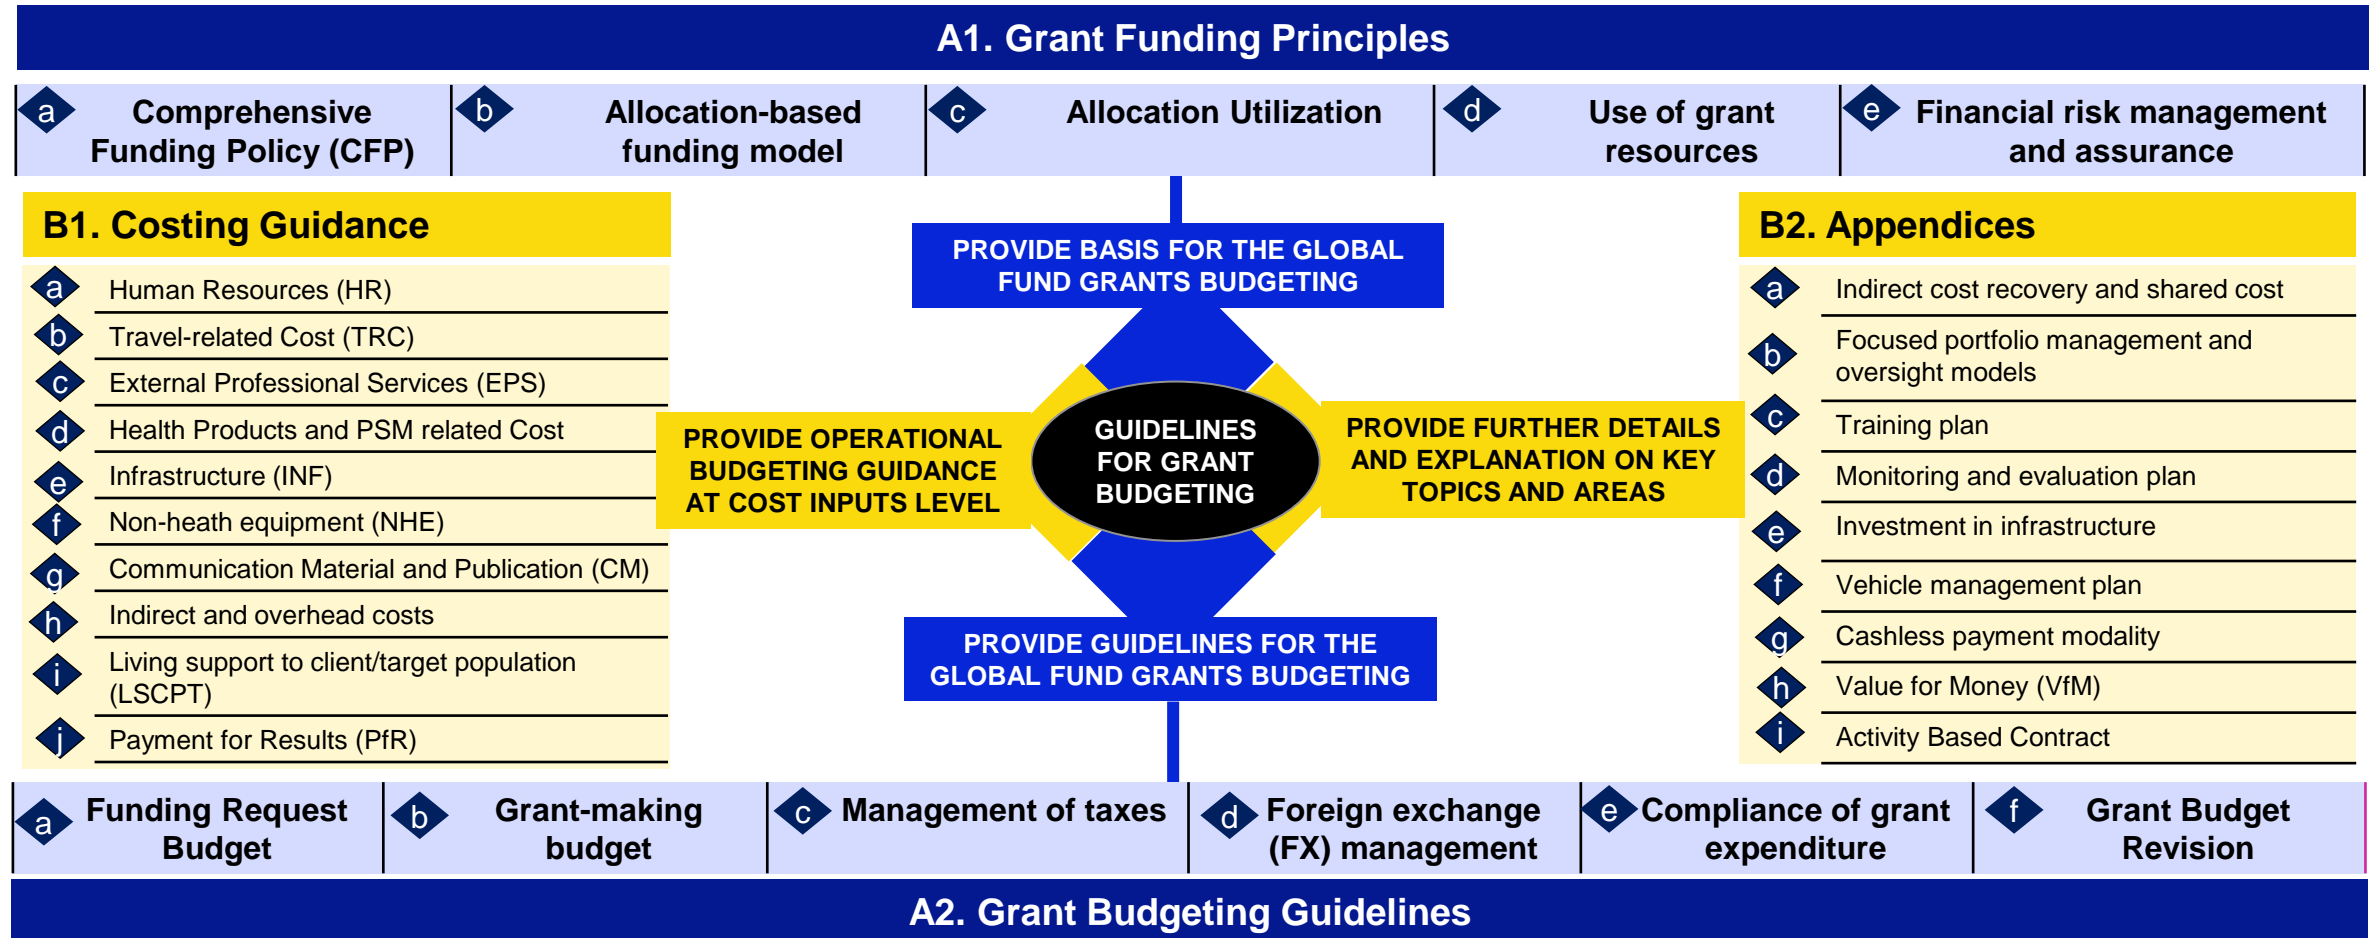 A1. Grant Funding Principles
a
Comprehensive
Funding Policy (CFP)
b
Allocation-based
funding model
c
Allocation Utilization
d
Use of grant
resources
e
Financial risk management
and assurance
B1. Costing Guidance
a
Human Resources (HR)
b
Travel-related Cost (TRC)
c
External Professional Services (EPS)
d
Health Products and PSM related Cost
e
Infrastructure (INF)
f
Non-heath equipment (NHE)
g
Communication Material and Publication (CM)
h
Indirect and overhead costs
i
Living support to client/target population
(LSCPT)
j
Payment for Results (PfR)
PROVIDE BASIS FOR THE GLOBAL
FUND GRANTS BUDGETING
PROVIDE OPERATIONAL
BUDGETING GUIDANCE
AT COST INPUTS LEVEL
GUIDELINES
FOR GRANT
BUDGETING
PROVIDE FURTHER DETAILS
AND EXPLANATION ON KEY
TOPICS AND AREAS
PROVIDE GUIDELINES FOR THE
GLOBAL FUND GRANTS BUDGETING
B2. Appendices
a
Indirect cost recovery and shared cost
b
Focused portfolio management and
oversight models
c
Training plan
d
Monitoring and evaluation plan
e
Investment in infrastructure
f
Vehicle management plan
g
Cashless payment modality
h
Value for Money (VfM)
i
Activity Based Contract
a
Funding Request
Budget
b
Grant-making
budget
c
Management of taxes
d
Foreign exchange
(FX) management
e
Compliance of grant
expenditure
f
Grant Budget
Revision
A2. Grant Budgeting Guidelines